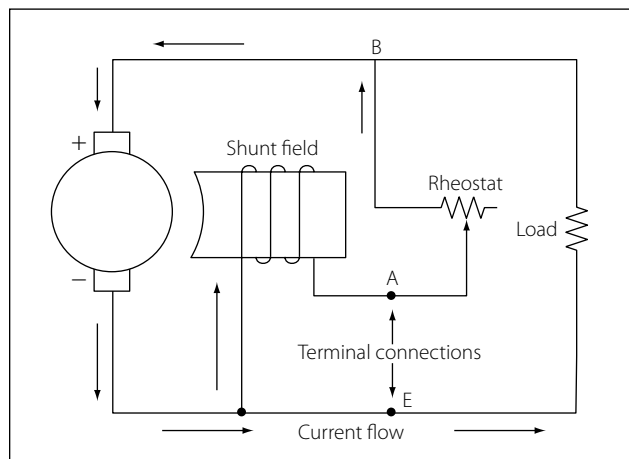 B
+
Shunt field
Rheostat
Load
−
A
Terminal connections
E
Current flow